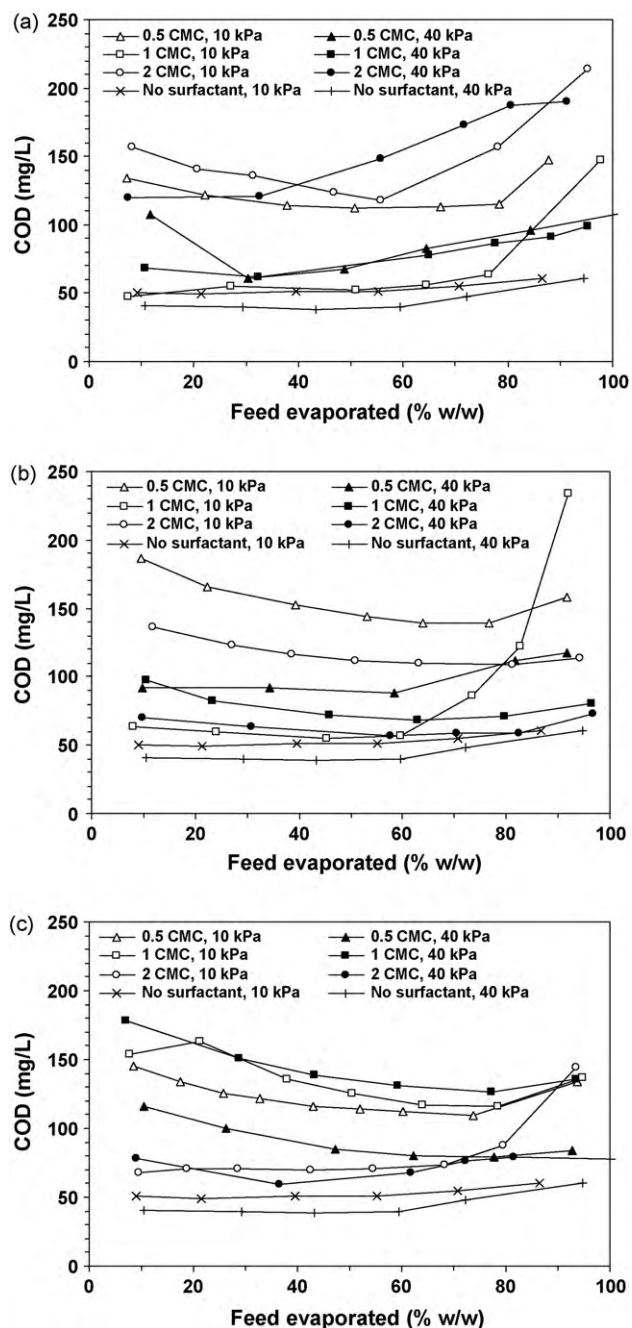 (a)
0.5 CMC, 10 kPa 0.5 CMC, 40 kPa
1 CMC, 10 kPa 1 CMC, 40 kPa
2 CMC, 10 kPa 2 CMC, 40 kPa
No surfactant, 10 kPa No surfactant, 40 kPa
250
200
150
100
50
0
COD (mg/L)
0 20 40 60 80 100
Feed evaporated (% w/w)
(b)
0.5 CMC, 10 kPa 0.5 CMC, 40 kPa
1 CMC, 10 kPa 1 CMC, 40 kPa
2 CMC, 10 kPa 2 CMC, 40 kPa
No surfactant, 10 kPa No surfactant, 40 kPa
250
200
150
100
50
0
COD (mg/L)
0 20 40 60 80 100
Feed evaporated (% w/w)
(c)
0.5 CMC, 10 kPa 0.5 CMC, 40 kPa
1 CMC, 10 kPa 1 CMC, 40 kPa
2 CMC, 10 kPa 2 CMC, 40 kPa
No surfactant, 10 kPa No surfactant, 40 kPa
250
200
150
100
50
0
COD (mg/L)
0 20 40 60 80 100
Feed evaporated (% w/w)